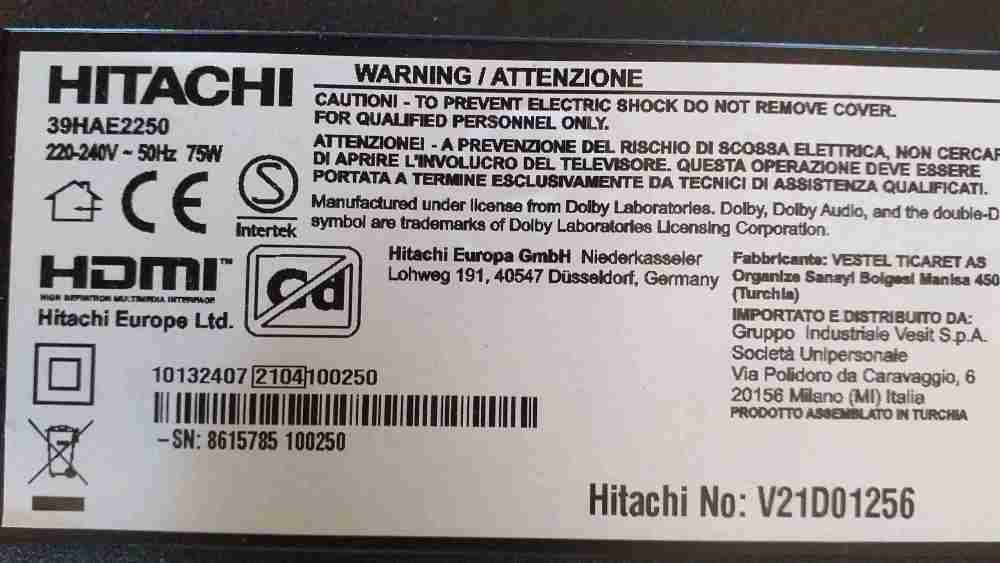 HITACHI
39HAE2250
220-240V ~ 50Hz 75W
CE
S
Intertek
HDMI™
HIGH DEFINITION MULTIMEDIA INTERFACE
Hitachi Europe Ltd.
Cd
WARNING / ATTENZIONE
CAUTION! - TO PREVENT ELECTRIC SHOCK DO NOT REMOVE COVER.
FOR QUALIFIED PERSONNEL ONLY.
ATTENZIONE! - A PREVENZIONE DEL RISCHIO DI SCOSSA ELETTRICA, NON CERCAR
DI APRIRE L'INVOLUCRO DEL TELEVISORE. QUESTA OPERAZIONE DEVE ESSERE
PORTATA A TERMINE ESCLUSIVAMENTE DA TECNICI DI ASSISTENZA QUALIFICATI.
Manufactured under license from Dolby Laboratories. Dolby, Dolby Audio, and the double-D
symbol are trademarks of Dolby Laboratories Licensing Corporation.
Hitachi Europa GmbH Niederkasseler
Lohweg 191, 40547 Düsseldorf, Germany
Fabbricante: VESTEL TICARET AS
Organize Sanayi Bolgesi Manisa 450
(Turchia)
IMPORTATO E DISTRIBUITO DA:
Gruppo Industriale Vesit S.p.A.
Società Unipersonale
Via Polidoro da Caravaggio, 6
20156 Milano (MI) Italia
PRODOTTO ASSEMBLATO IN TURCHIA
10132407 2104 100250
-SN: 8615785 100250
Hitachi No: V21D01256